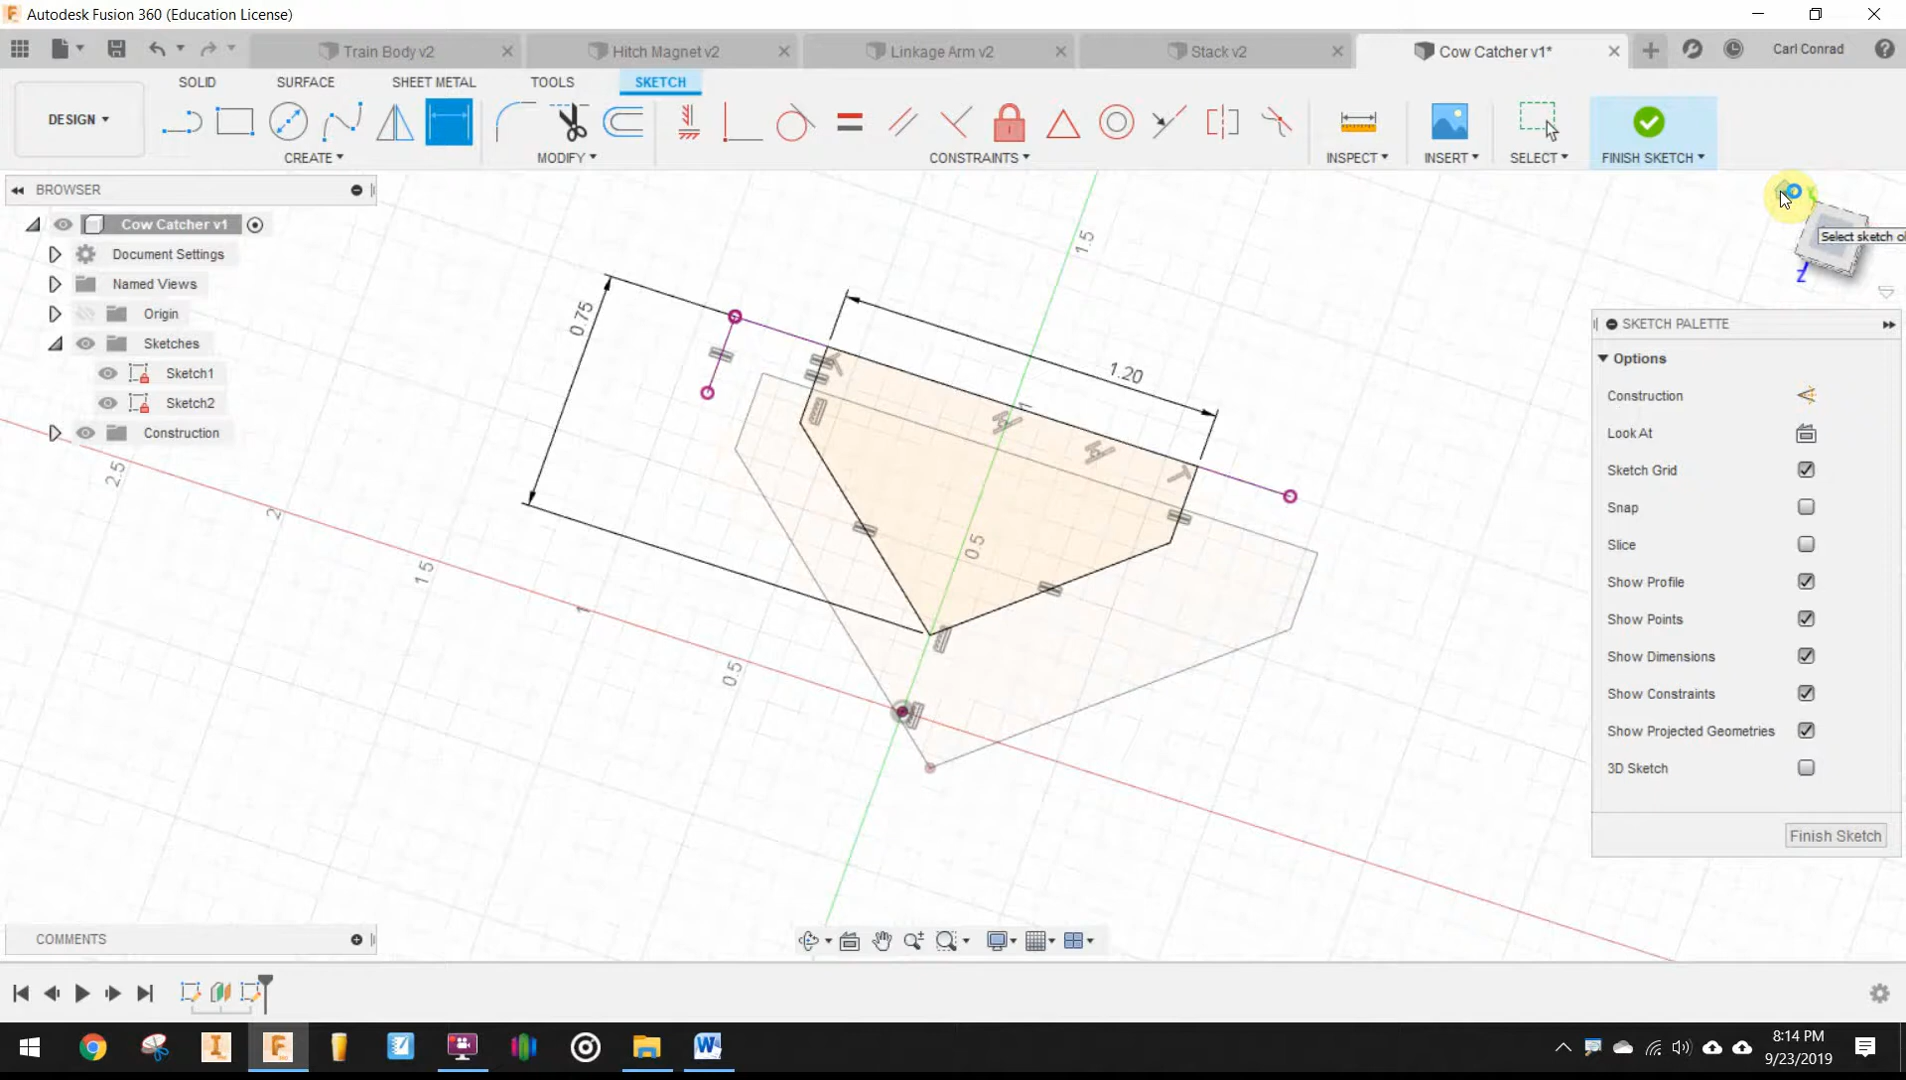 Autodesk Fusion 360 (Education License)
Train Body v2
Hitch Magnet v2
Linkage Arm v2
Stack v2
Cow Catcher v1*
Carl Conrad
SOLID
SURFACE
SHEET METAL
TOOLS
SKETCH
DESIGN
CREATE
MODIFY
CONSTRAINTS
INSPECT
INSERT
SELECT
FINISH SKETCH
BROWSER
Cow Catcher v1
Document Settings
Named Views
Origin
Sketches
Sketch1
Sketch2
Construction
Select sketch o
Z
SKETCH PALETTE
Options
Construction
Look At
Sketch Grid
Snap
Slice
Show Profile
Show Points
Show Dimensions
Show Constraints
Show Projected Geometries
3D Sketch
Finish Sketch
0.75
1.20
1.5
1
0.5
2.5
2
1.5
1
0.5
COMMENTS
8:14 PM
9/23/2019